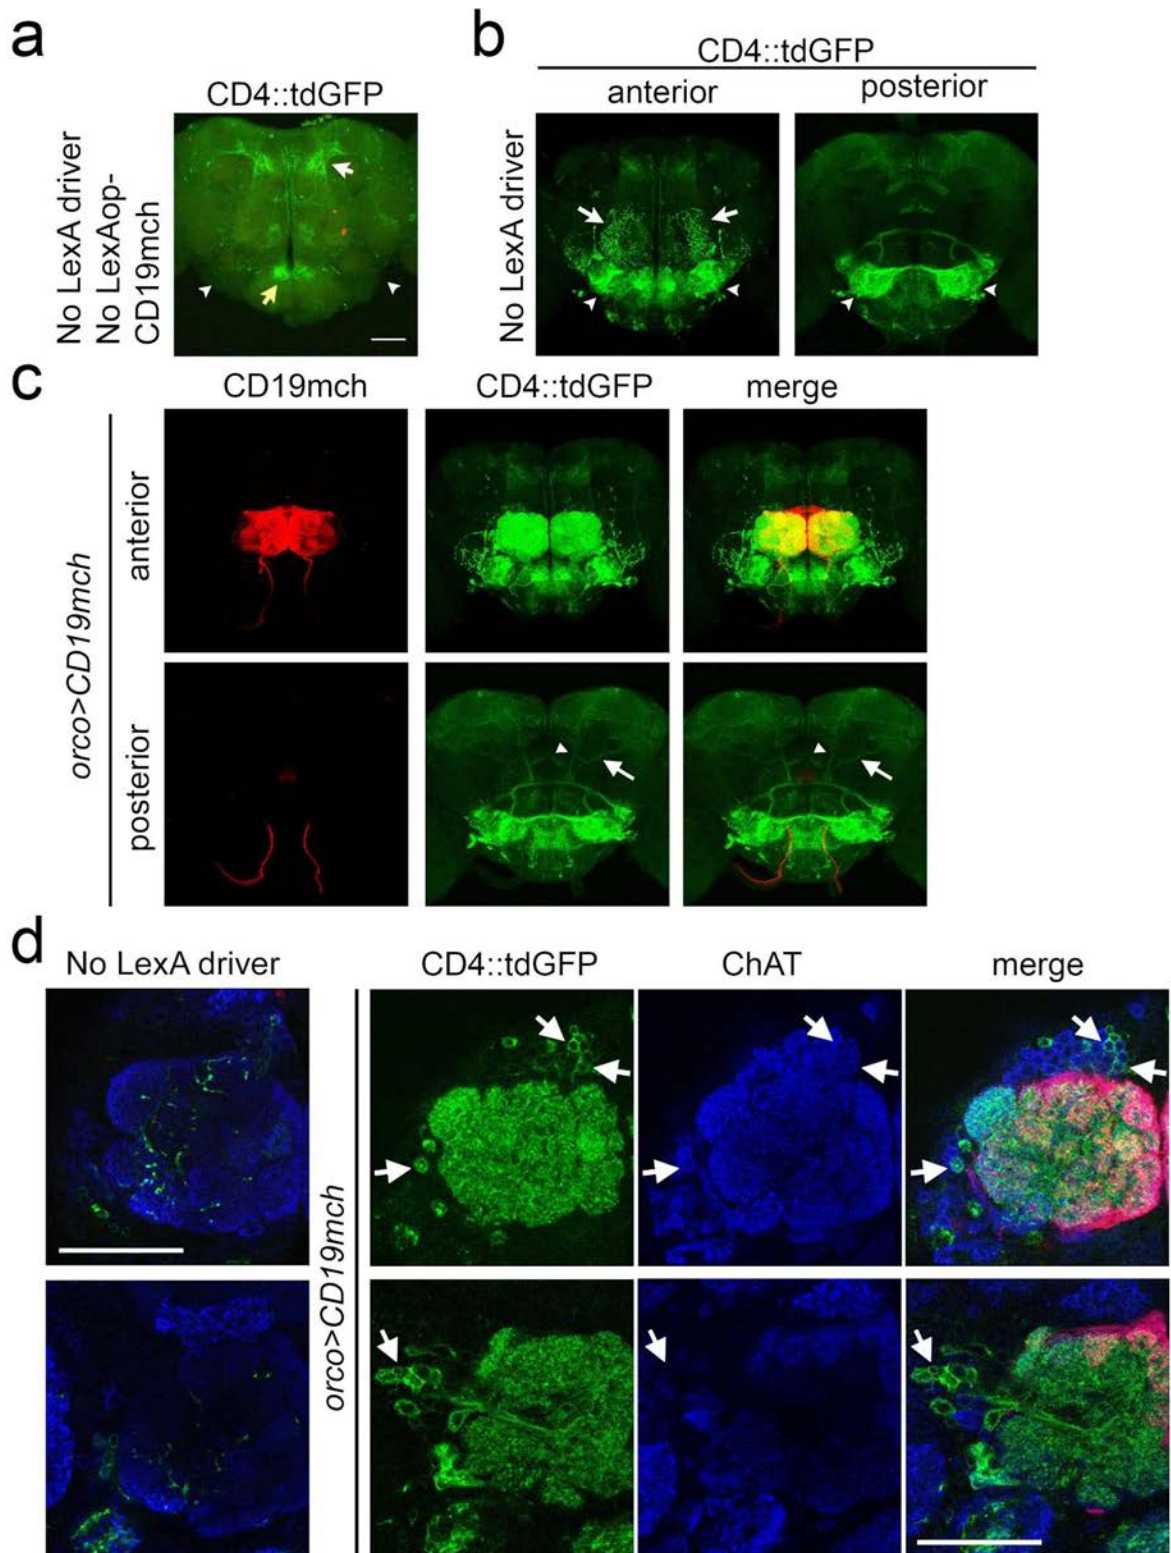 a
CD4::tdGFP
No LexA driver
No LexAop-
CD19mch
b
CD4::tdGFP
anterior
posterior
No LexA driver
c
CD19mch
CD4::tdGFP
merge
orco>CD19mch
anterior
posterior
d
No LexA driver
CD4::tdGFP
ChAT
merge
orco>CD19mch